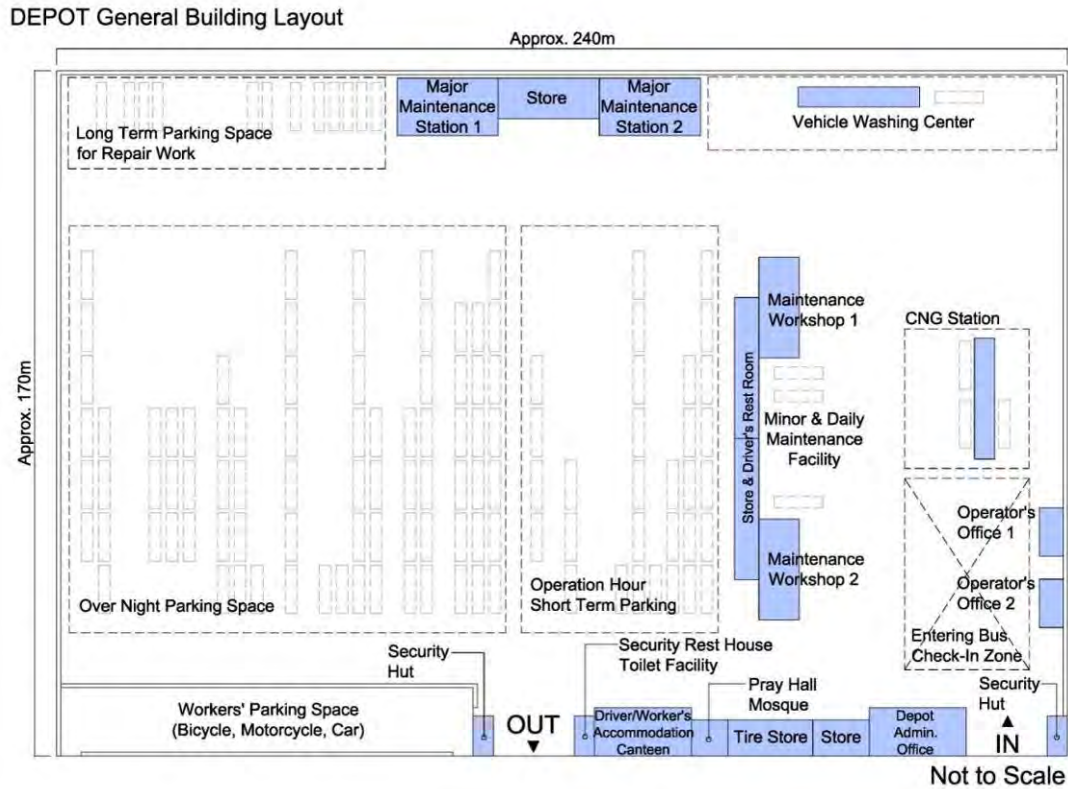 DEPOT General Building Layout
Approx. 240m
Major
Maintenance
Station 1
Store
Major
Maintenance
Station 2
Vehicle Washing Center
Long Term Parking Space
for Repair Work
Approx. 170m
Maintenance
Workshop 1
CNG Station
Store & Driver's Rest Room
Minor & Daily
Maintenance
Facility
Operator's
Office 1
Maintenance
Workshop 2
Operator's
Office 2
Over Night Parking Space
Operation Hour
Short Term Parking
Entering Bus
Check-In Zone
Security
Hut
Security Rest House
Toilet Facility
Pray Hall
Mosque
Security
Hut
Workers' Parking Space
(Bicycle, Motorcycle, Car)
OUT
Driver/Worker's
Accommodation
Canteen
Tire Store
Store
Depot
Admin.
Office
IN
Not to Scale